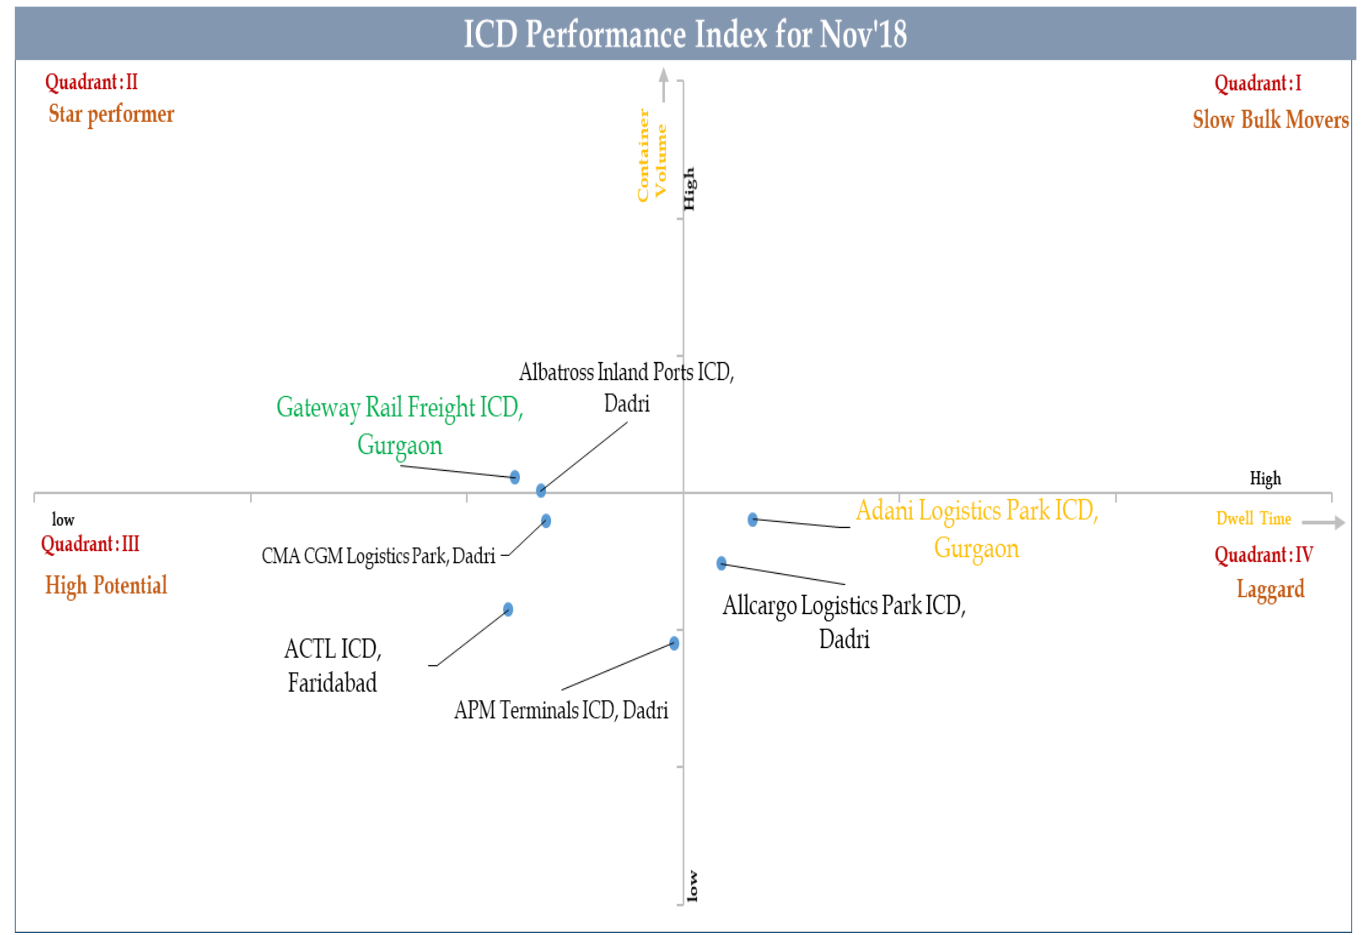 ICD Performance Index for Nov'18
Quadrant:II
Star performer
Quadrant:I
Slow Bulk Movers
Container
Volume
High
Albatross Inland Ports ICD,
Dadri
Gateway Rail Freight ICD,
Gurgaon
High
low
Dwell Time
Adani Logistics Park ICD,
Gurgaon
Quadrant:III
High Potential
CMA CGM Logistics Park, Dadri
Quadrant:IV
Laggard
Allcargo Logistics Park ICD,
Dadri
ACTL ICD,
Faridabad
APM Terminals ICD, Dadri
low